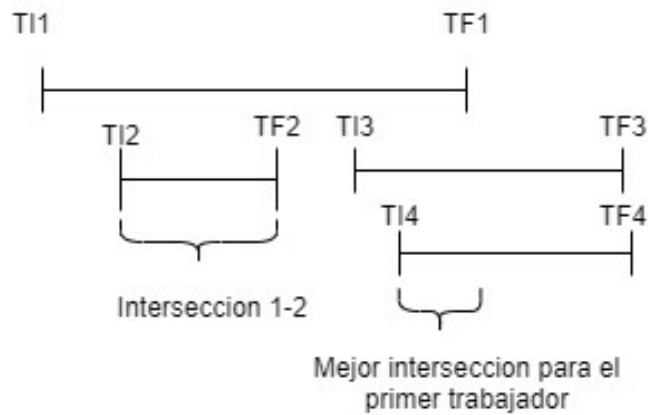 TI1
TF1
TI2
TF2
TI3
TF3
TI4
TF4
Interseccion 1-2
Mejor interseccion para el
primer trabajador